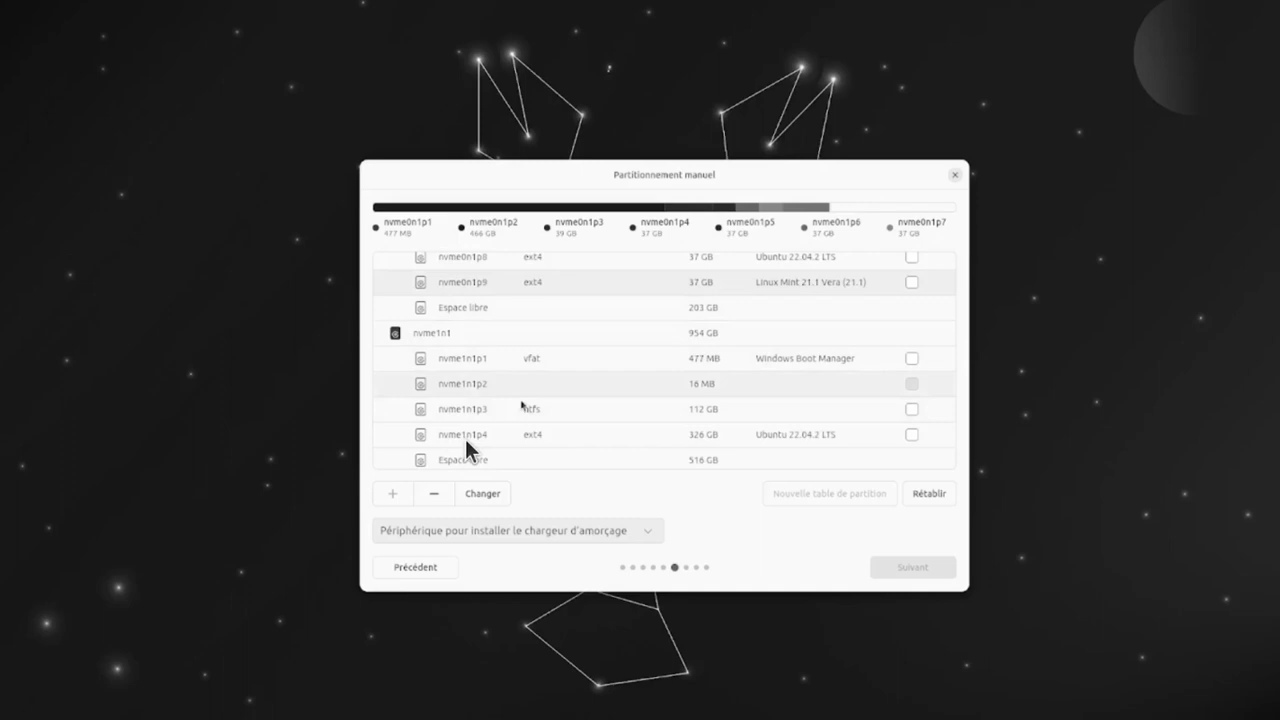 Partitionnement manuel
nvme0n1p1 nvme0n1p2 nvme0n1p3 nvme0n1p4 nvme0n1p5 nvme0n1p6 nvme0n1p7
477 MB 466 GB 39 GB 37 GB 37 GB 37 GB 37 GB
nvme0n1p8 ext4 37 GB Ubuntu 22.04.2 LTS
nvme0n1p9 ext4 37 GB Linux Mint 21.1 Vera (21.1)
Espace libre 203 GB
nvme1n1 954 GB
nvme1n1p1 vfat 477 MB Windows Boot Manager
nvme1n1p2 16 MB
nvme1n1p3 ntfs 112 GB
nvme1n1p4 ext4 326 GB Ubuntu 22.04.2 LTS
Espace libre 516 GB
+ − Changer Nouvelle table de partition Rétablir
Périphérique pour installer le chargeur d'amorçage
Précédent Suivant